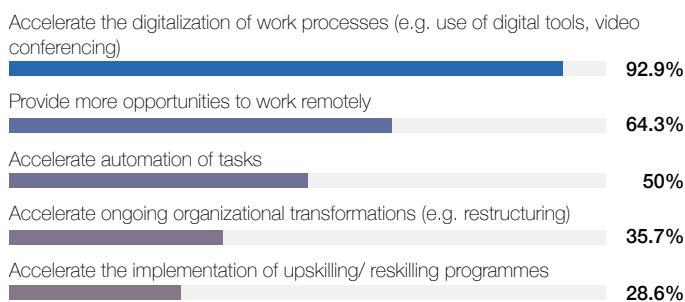 Accelerate the digitalization of work processes (e.g. use of digital tools, video
conferencing)
92.9%
Provide more opportunities to work remotely
64.3%
Accelerate automation of tasks
50%
Accelerate ongoing organizational transformations (e.g. restructuring)
35.7%
Accelerate the implementation of upskilling/ reskilling programmes
28.6%